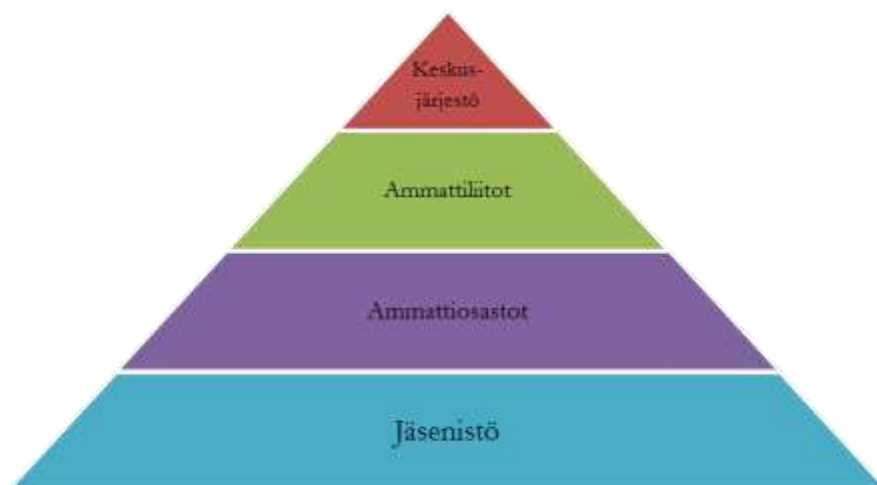 Keskus-
järjestö
Ammattiliitot
Ammattiosastot
Jäsenistö